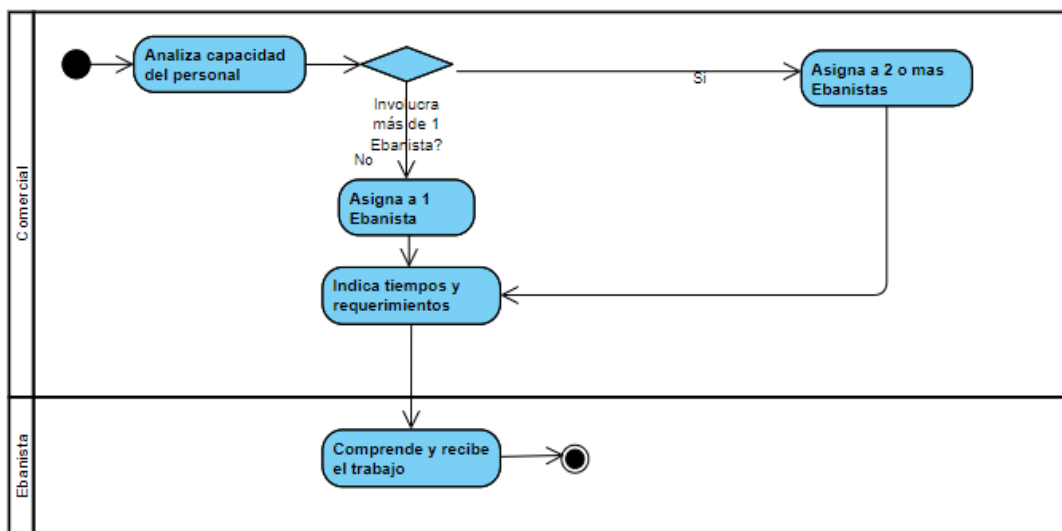 Comercial
Analiza capacidad
del personal
Involucra
más de 1
Ebanista?
Si
Asigna a 2 o mas
Ebanistas
No
Asigna a 1
Ebanista
Indica tiempos y
requerimientos
Ebanista
Comprende y recibe
el trabajo